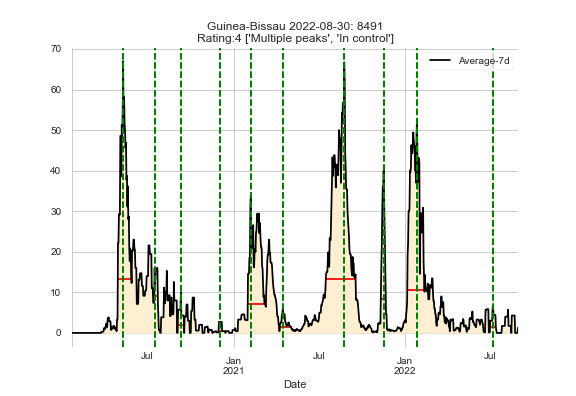 Guinea-Bissau 2022-08-30: 8491
Rating:4 ['Multiple peaks', 'In control']
Average-7d
70
60
50
40
30
20
10
0
Jul Jan Jul Jan Jul
2021 2022
Date